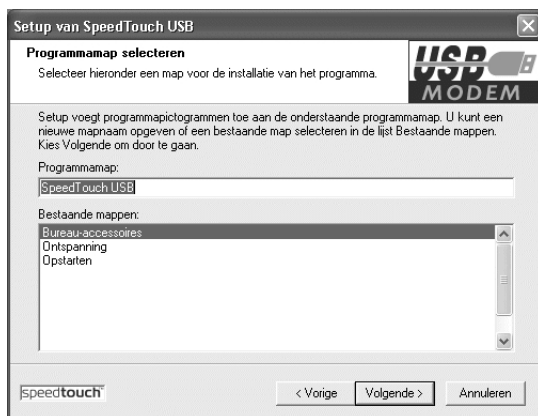 Setup van SpeedTouch USB
Programmamap selecteren
Selecteer hieronder een map voor de installatie van het programma.
USB
MODEM
Setup voegt programmapictogrammen toe aan de onderstaande programmamap. U kunt een
nieuwe mapnaam opgeven of een bestaande map selecteren in de lijst Bestaande mappen.
Kies Volgende om door te gaan.
Programmamap:
SpeedTouch USB
Bestaande mappen:
Bureau-accessoires
Ontspanning
Opstarten
speedtouch™
< Vorige
Volgende >
Annuleren